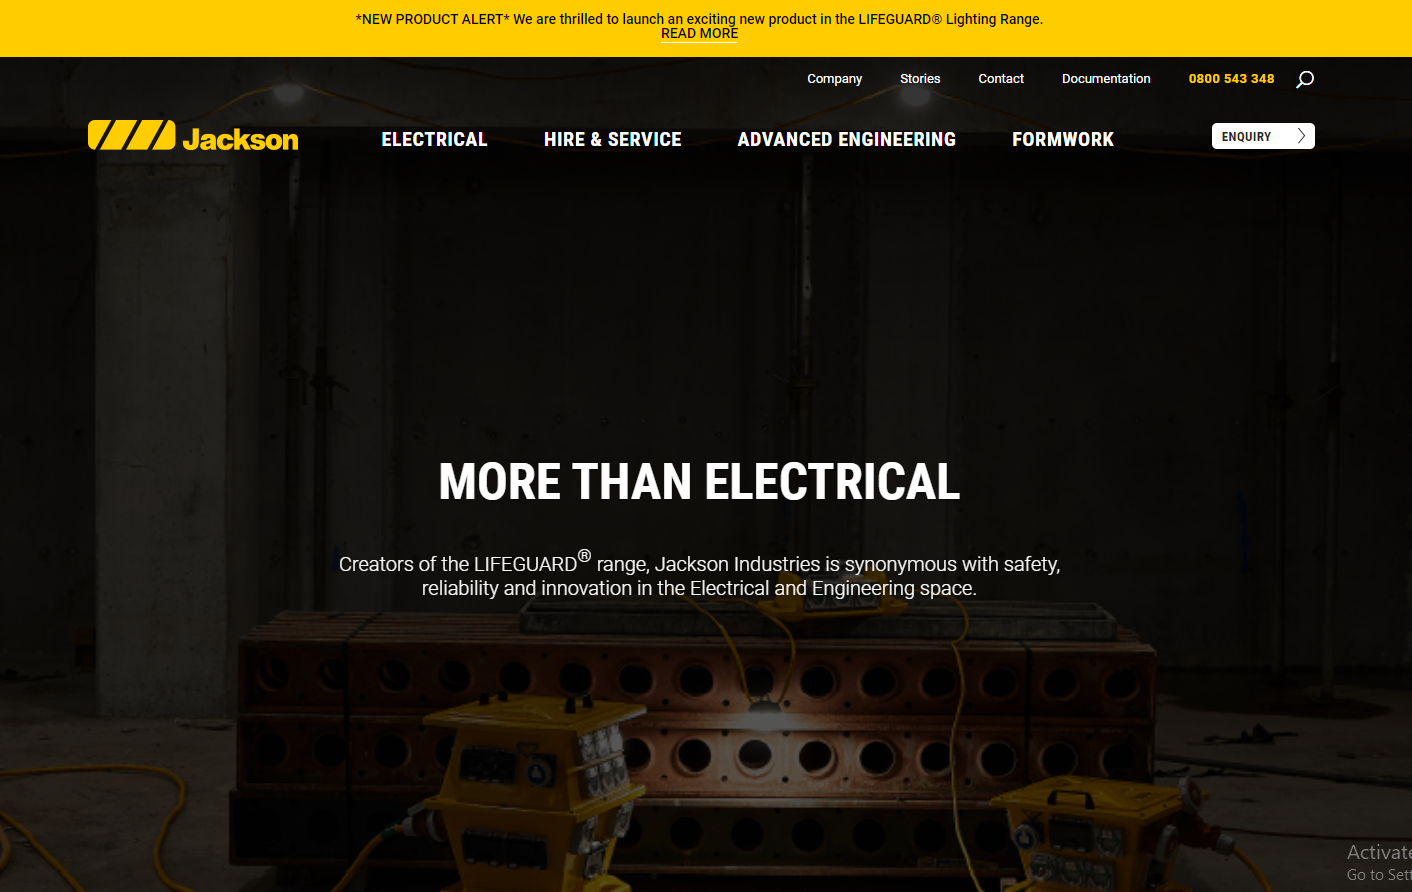 *NEW PRODUCT ALERT* We are thrilled to launch an exciting new product in the LIFEGUARD® Lighting Range.
READ MORE
Company Stories Contact Documentation 0800 543 348
Jackson ELECTRICAL HIRE & SERVICE ADVANCED ENGINEERING FORMWORK ENQUIRY
MORE THAN ELECTRICAL
Creators of the LIFEGUARD® range, Jackson Industries is synonymous with safety,
reliability and innovation in the Electrical and Engineering space.
Activate
Go to Sett